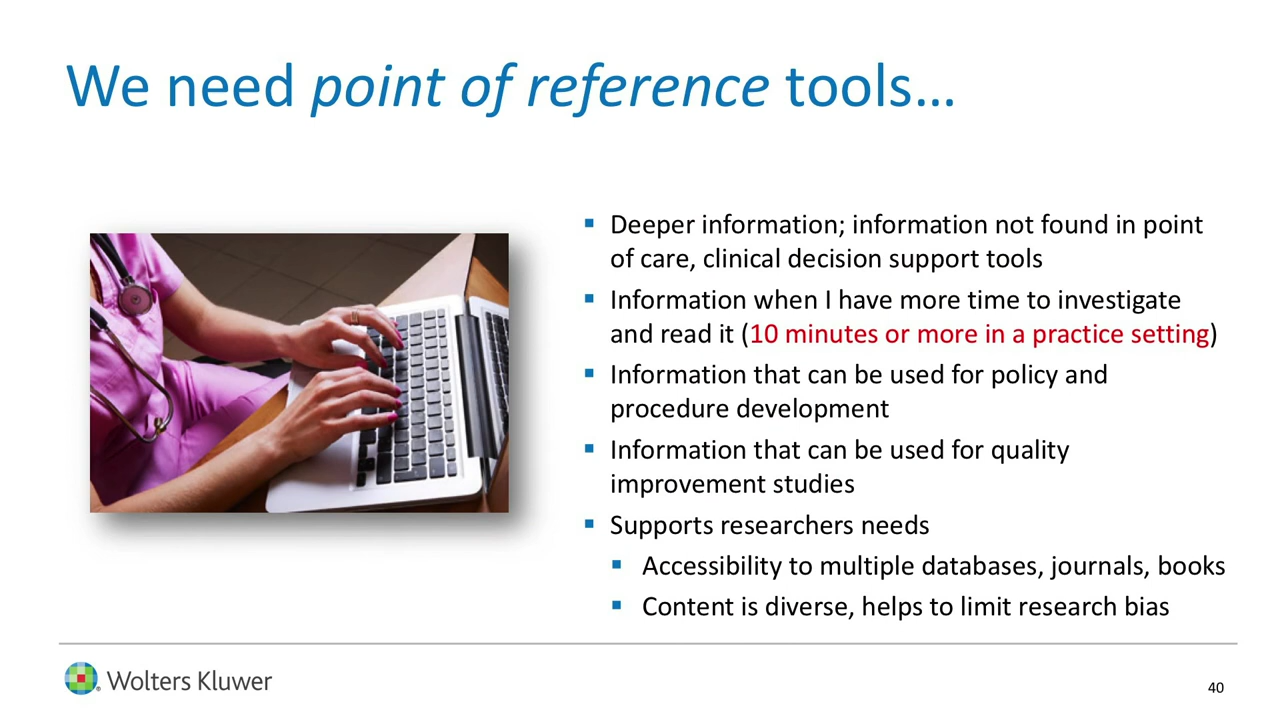 We need point of reference tools…
▪ Deeper information; information not found in point
of care, clinical decision support tools
▪ Information when I have more time to investigate
and read it (10 minutes or more in a practice setting)
▪ Information that can be used for policy and
procedure development
▪ Information that can be used for quality
improvement studies
▪ Supports researchers needs
▪ Accessibility to multiple databases, journals, books
▪ Content is diverse, helps to limit research bias
® Wolters Kluwer
40